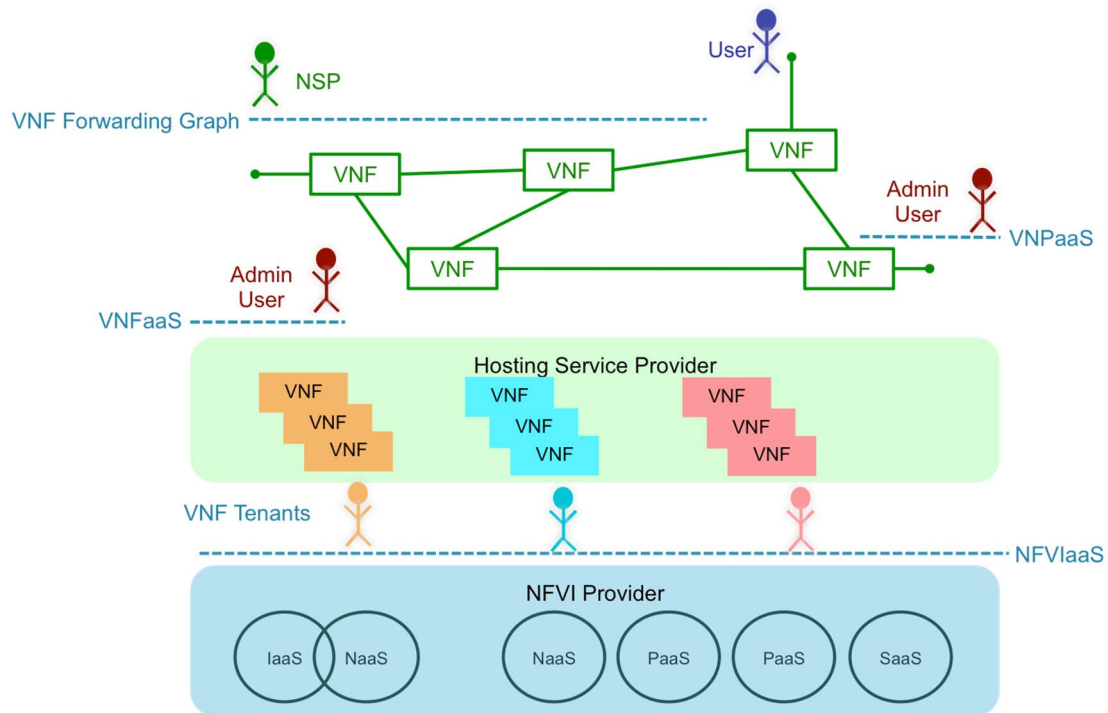 User
NSP
VNF Forwarding Graph
VNF
VNF
VNF
Admin
User
VNPaaS
VNF
VNF
Admin
User
VNFaaS
Hosting Service Provider
VNF
VNF
VNF
VNF
VNF
VNF
VNF
VNF
VNF
VNF Tenants
NFVIaaS
NFVI Provider
IaaS
NaaS
NaaS
PaaS
PaaS
SaaS